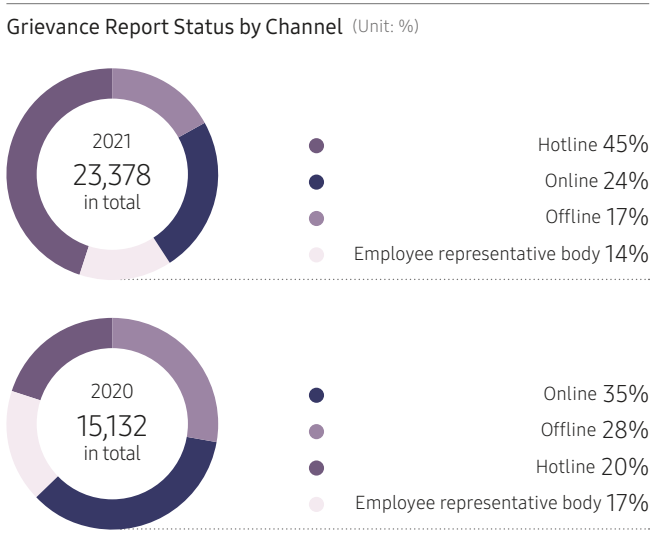 Grievance Report Status by Channel (Unit: %)
2021
23,378
in total
Hotline 45%
Online 24%
Offline 17%
Employee representative body 14%
2020
15,132
in total
Online 35%
Offline 28%
Hotline 20%
Employee representative body 17%